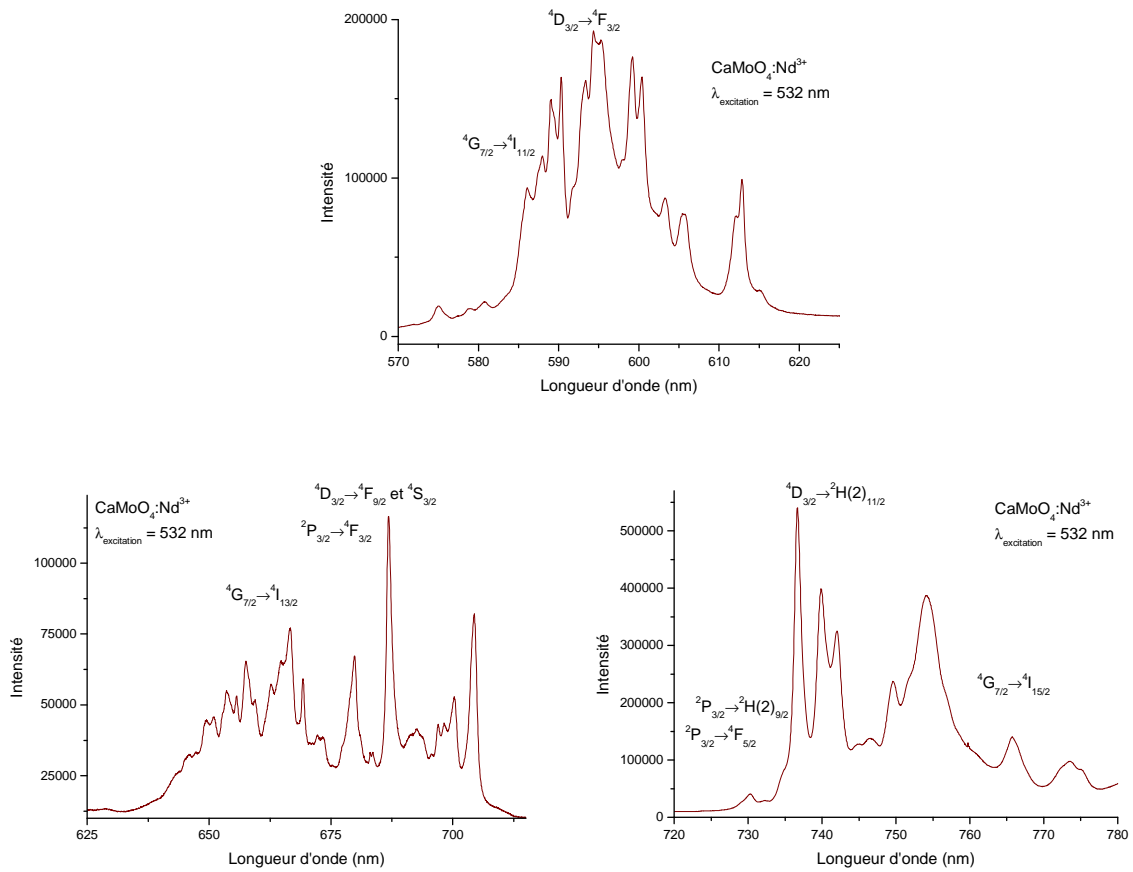 ⁴D₃/₂→⁴F₃/₂
CaMoO₄:Nd³⁺
λexcitation = 532 nm
⁴G₇/₂→⁴I₁₁/₂
Intensité
200000
100000
0
570 580 590 600 610 620
Longueur d'onde (nm)
CaMoO₄:Nd³⁺
λexcitation = 532 nm
⁴D₃/₂→⁴F₉/₂ et ⁴S₃/₂
²P₃/₂→⁴F₃/₂
⁴G₇/₂→⁴I₁₃/₂
Intensité
100000
75000
50000
25000
625 650 675 700
Longueur d'onde (nm)
⁴D₃/₂→²H(2)₁₁/₂
CaMoO₄:Nd³⁺
λexcitation = 532 nm
²P₃/₂→²H(2)₉/₂
²P₃/₂→⁴F₅/₂
⁴G₇/₂→⁴I₁₅/₂
Intensité
500000
400000
300000
200000
100000
0
720 730 740 750 760 770 780
Longueur d'onde (nm)